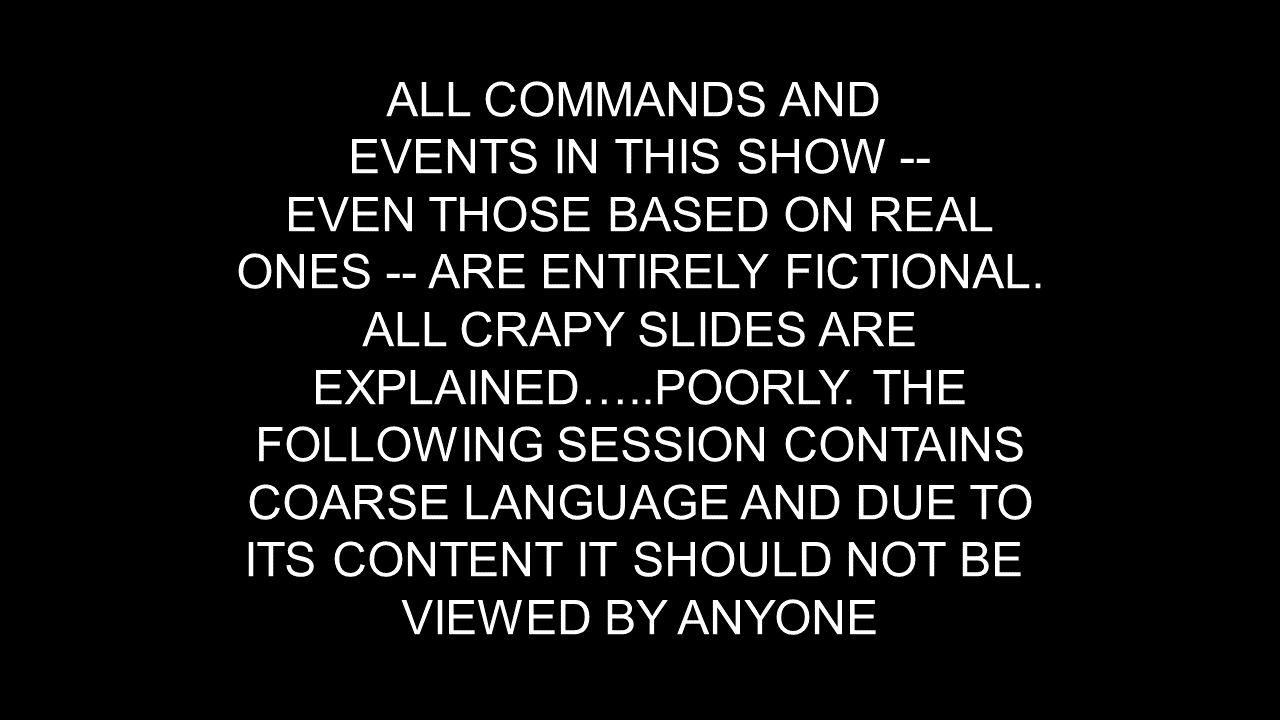 ALL COMMANDS AND
EVENTS IN THIS SHOW --
EVEN THOSE BASED ON REAL
ONES -- ARE ENTIRELY FICTIONAL.
ALL CRAPY SLIDES ARE
EXPLAINED…..POORLY. THE
FOLLOWING SESSION CONTAINS
COARSE LANGUAGE AND DUE TO
ITS CONTENT IT SHOULD NOT BE
VIEWED BY ANYONE